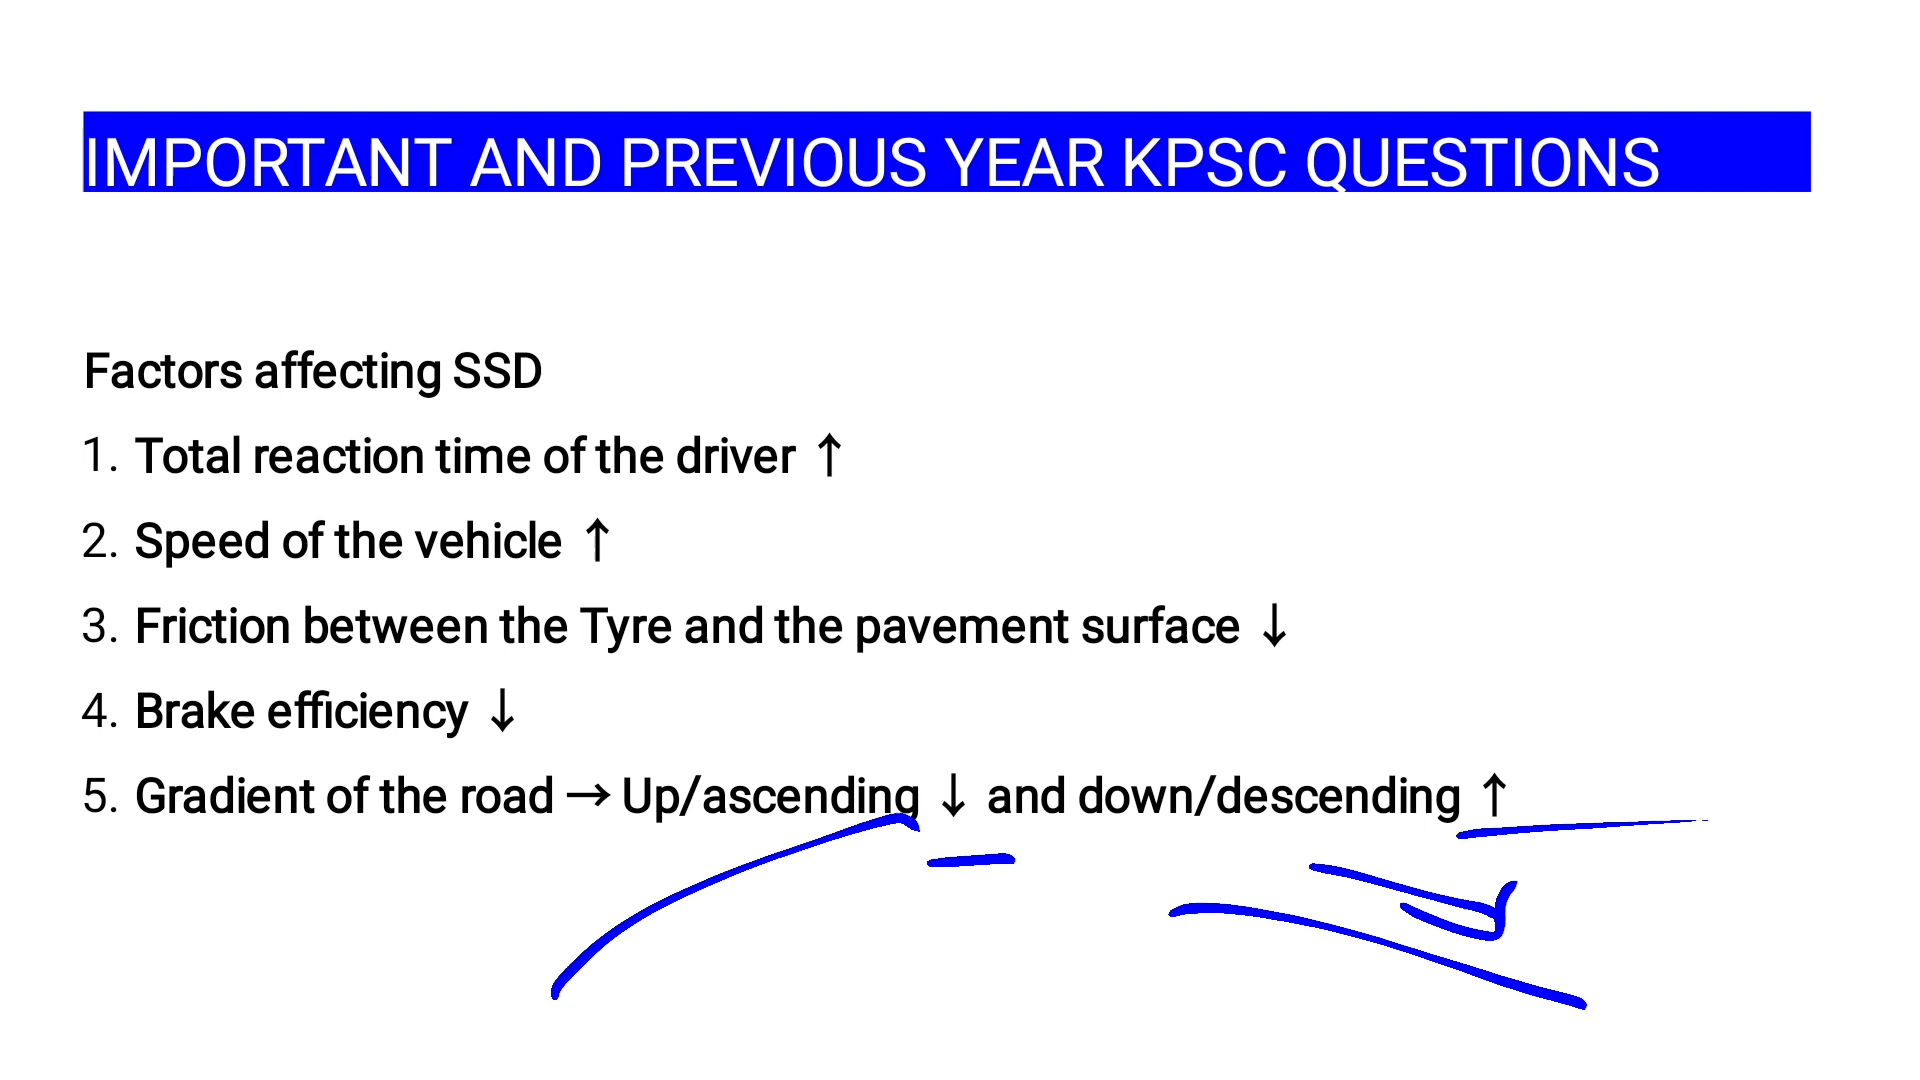 IMPORTANT AND PREVIOUS YEAR KPSC QUESTIONS
Factors affecting SSD
1. Total reaction time of the driver ↑
2. Speed of the vehicle ↑
3. Friction between the Tyre and the pavement surface ↓
4. Brake efficiency ↓
5. Gradient of the road → Up/ascending ↓ and down/descending ↑